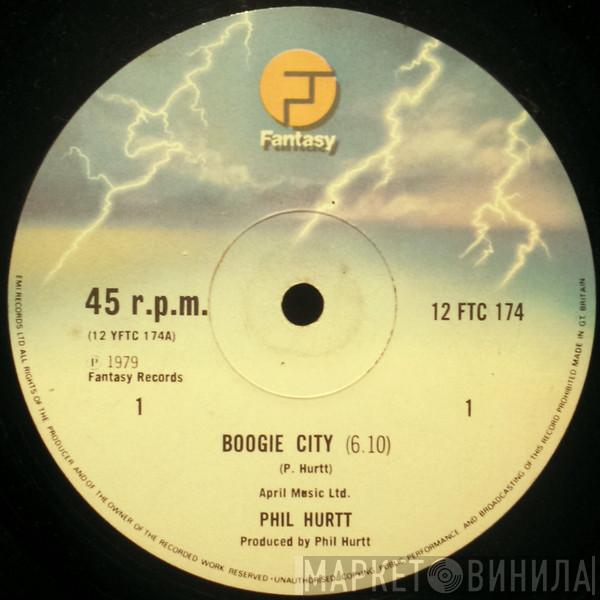 Fantasy
45 r.p.m.
12 FTC 174
(12 YFTC 174A)
℗ 1979
Fantasy Records
1
1
BOOGIE CITY (6.10)
(P. Hurtt)
April Music Ltd.
PHIL HURTT
Produced by Phil Hurtt
EMI RECORDS LTD ALL RIGHTS OF THE PRODUCER AND OF THE OWNER OF THE RECORDED WORK RESERVED • UNAUTHORISED COPYING, PUBLIC PERFORMANCE AND BROADCASTING OF THIS RECORD PROHIBITED MADE IN GT. BRITAIN
МАРКЕТ ВИНИЛА